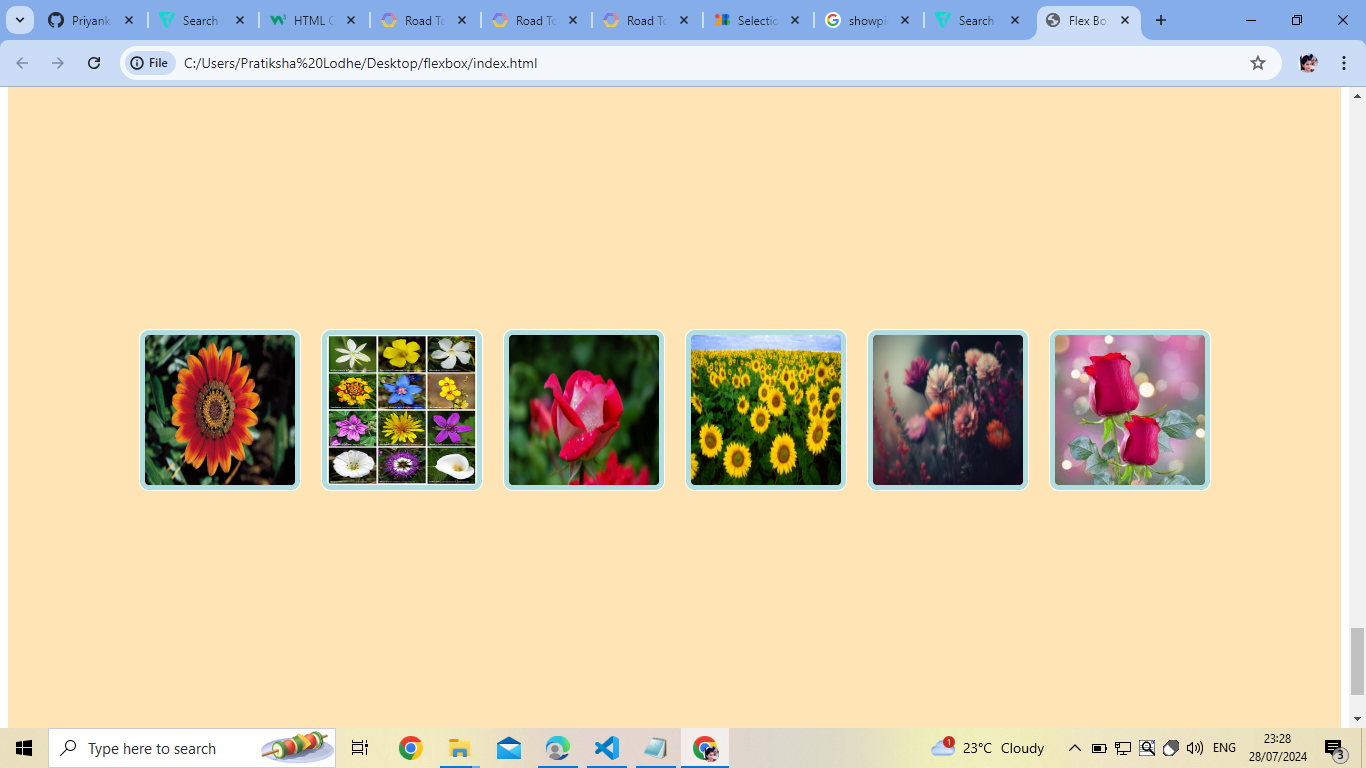 Priyank
Search
HTML C
Road To
Road To
Road To
Selectio
showpi
Search
Flex Bo
File
C:/Users/Pratiksha%20Lodhe/Desktop/flexbox/index.html
Type here to search
23°C Cloudy
ENG
23:28
28/07/2024
1
3